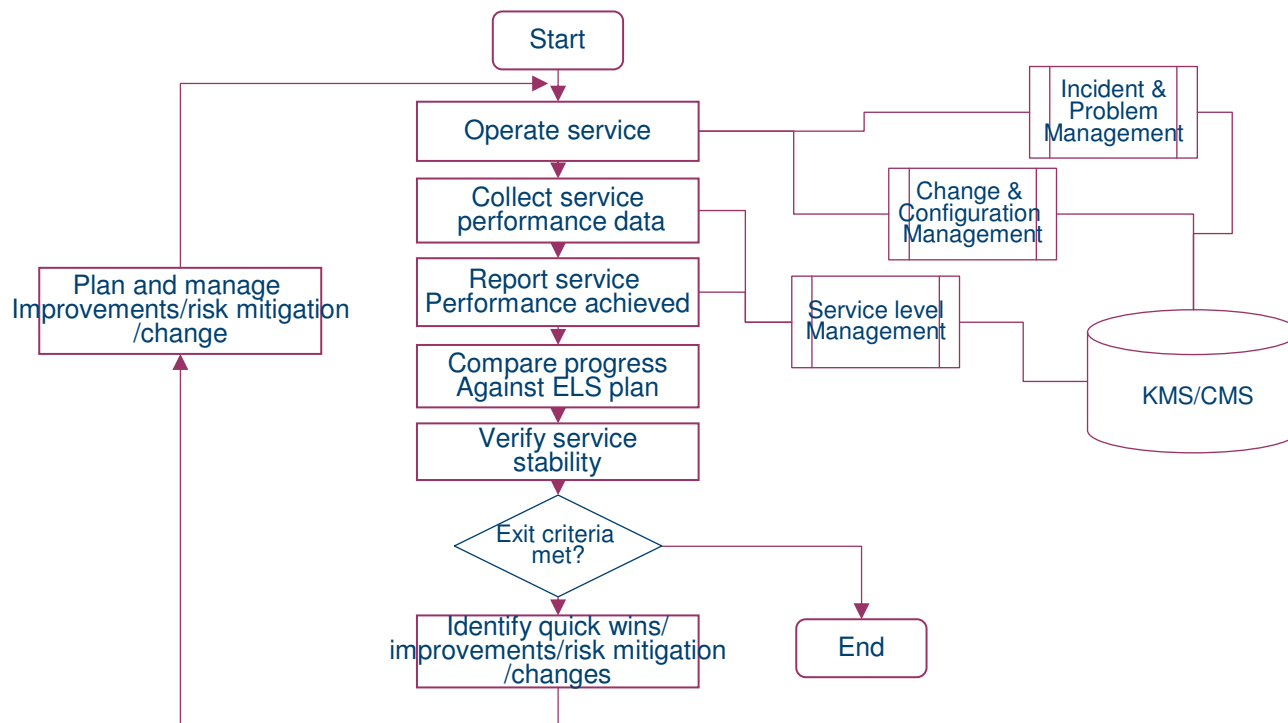 Start
Operate service
Incident &
Problem
Management
Collect service
performance data
Change &
Configuration
Management
Report service
Performance achieved
Plan and manage
Improvements/risk mitigation
/change
Service level
Management
Compare progress
Against ELS plan
KMS/CMS
Verify service
stability
Exit criteria
met?
Identify quick wins/
improvements/risk mitigation
/changes
End